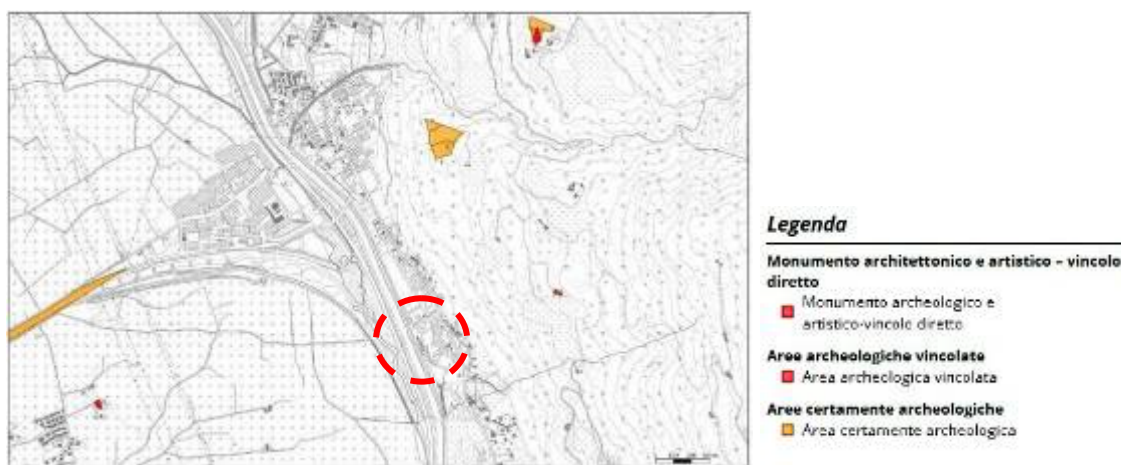 Legenda
Monumento architettonico e artistico – vincolo
diretto
Monumento archeologico e
artistico-vincolo diretto
Aree archeologiche vincolate
Area archeologica vincolata
Aree certamente archeologiche
Area certamente archeologica